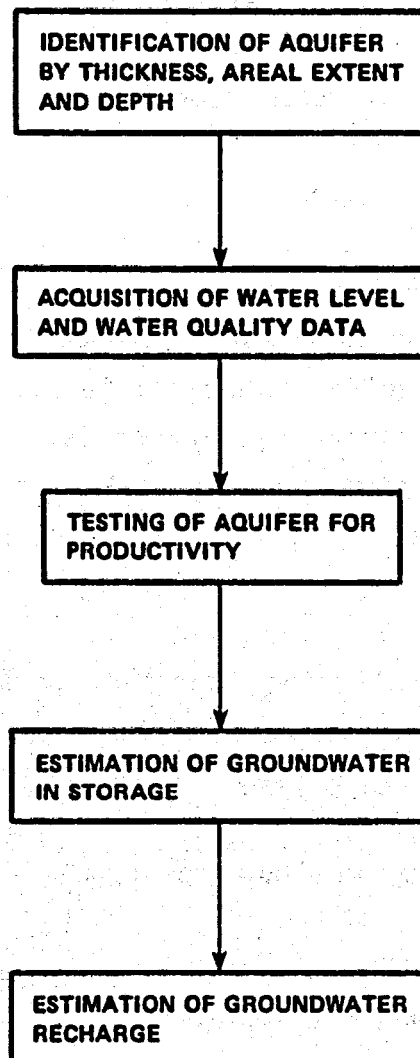 IDENTIFICATION OF AQUIFER
BY THICKNESS, AREAL EXTENT
AND DEPTH
ACQUISITION OF WATER LEVEL
AND WATER QUALITY DATA
TESTING OF AQUIFER FOR
PRODUCTIVITY
ESTIMATION OF GROUNDWATER
IN STORAGE
ESTIMATION OF GROUNDWATER
RECHARGE